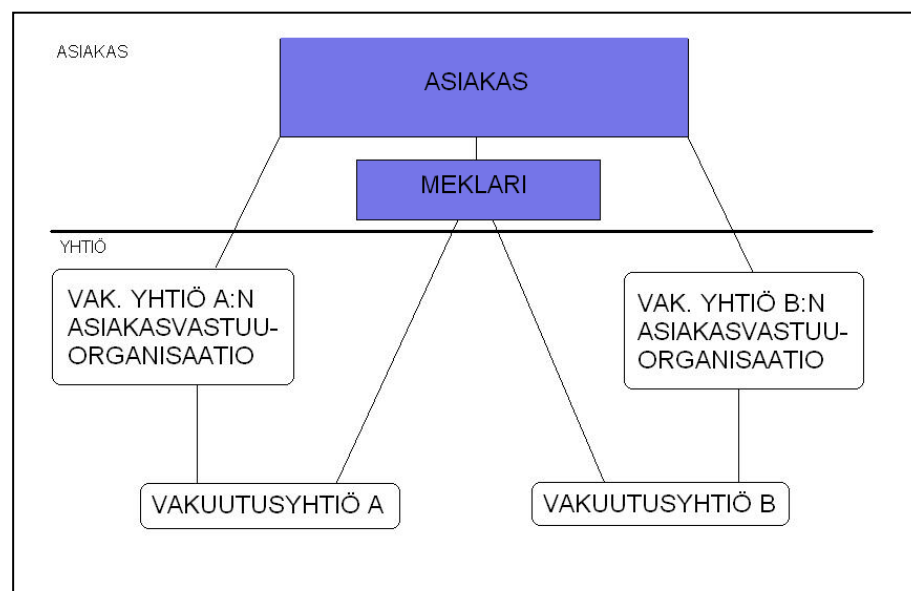 ASIAKAS
ASIAKAS
MEKLARI
YHTIÖ
VAK. YHTIÖ A:N
ASIAKASVASTUU-
ORGANISAATIO
VAK. YHTIÖ B:N
ASIAKASVASTUU-
ORGANISAATIO
VAKUUTUSYHTIÖ A
VAKUUTUSYHTIÖ B